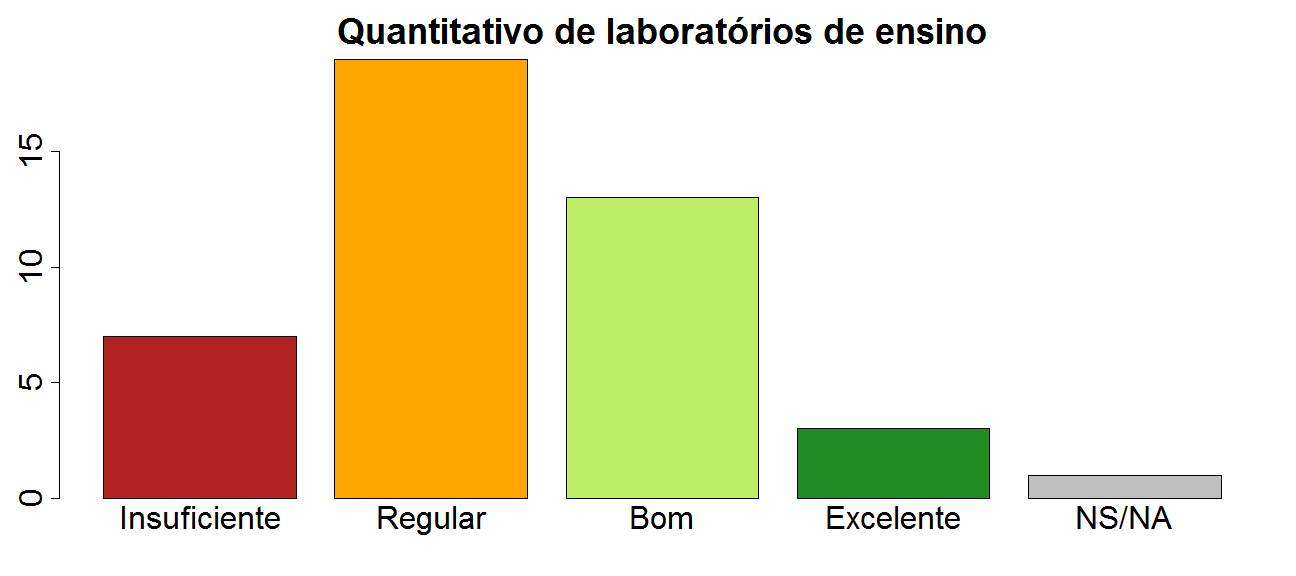 Quantitativo de laboratórios de ensino
15
10
5
0
Insuficiente Regular Bom Excelente NS/NA